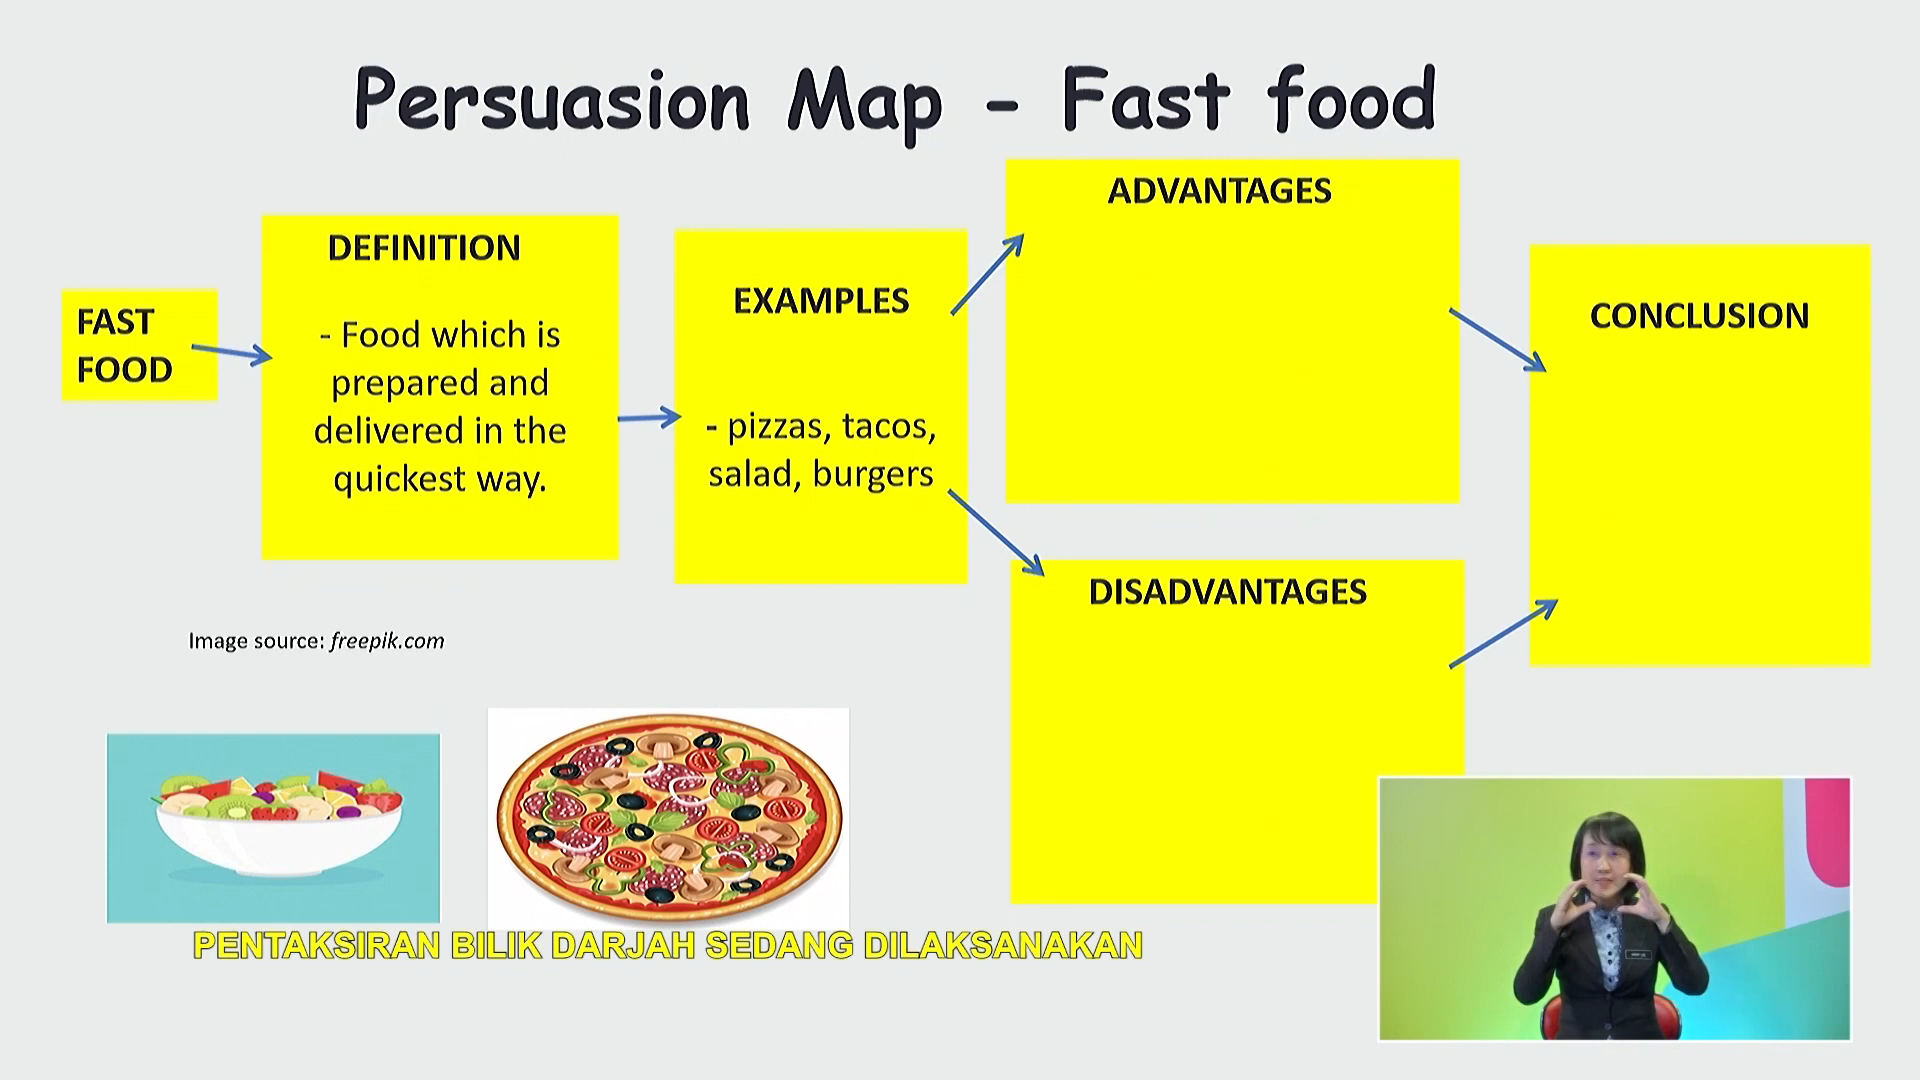 Persuasion Map - Fast food
FAST
FOOD
DEFINITION
- Food which is
prepared and
delivered in the
quickest way.
EXAMPLES
- pizzas, tacos,
salad, burgers
ADVANTAGES
DISADVANTAGES
CONCLUSION
Image source: freepik.com
PENTAKSIRAN BILIK DARJAH SEDANG DILAKSANAKAN